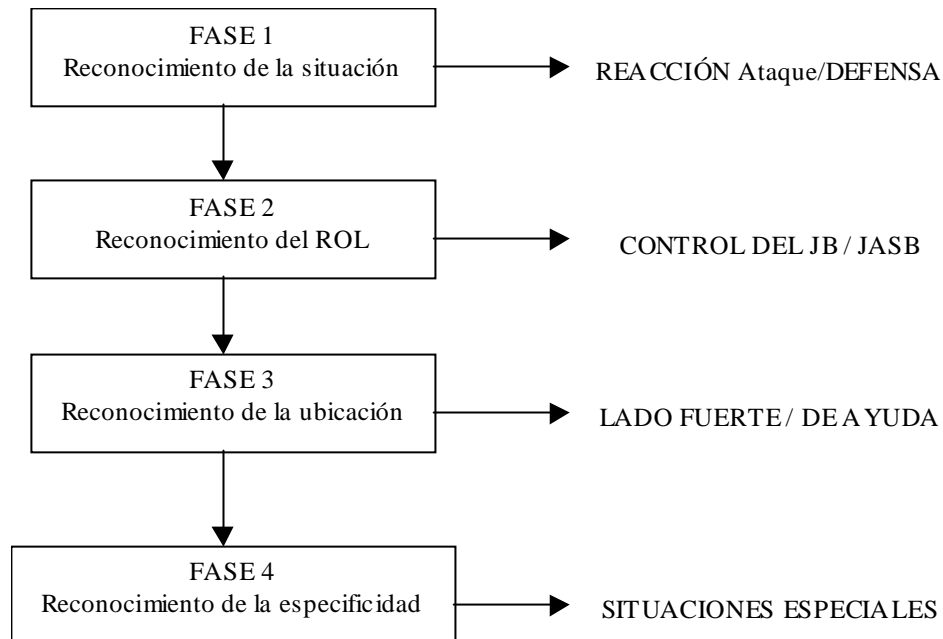 FASE 1
Reconocimiento de la situación
REACCIÓN Ataque/DEFENSA
FASE 2
Reconocimiento del ROL
CONTROL DEL JB / JASB
FASE 3
Reconocimiento de la ubicación
LADO FUERTE / DE AYUDA
FASE 4
Reconocimiento de la especificidad
SITUACIONES ESPECIALES